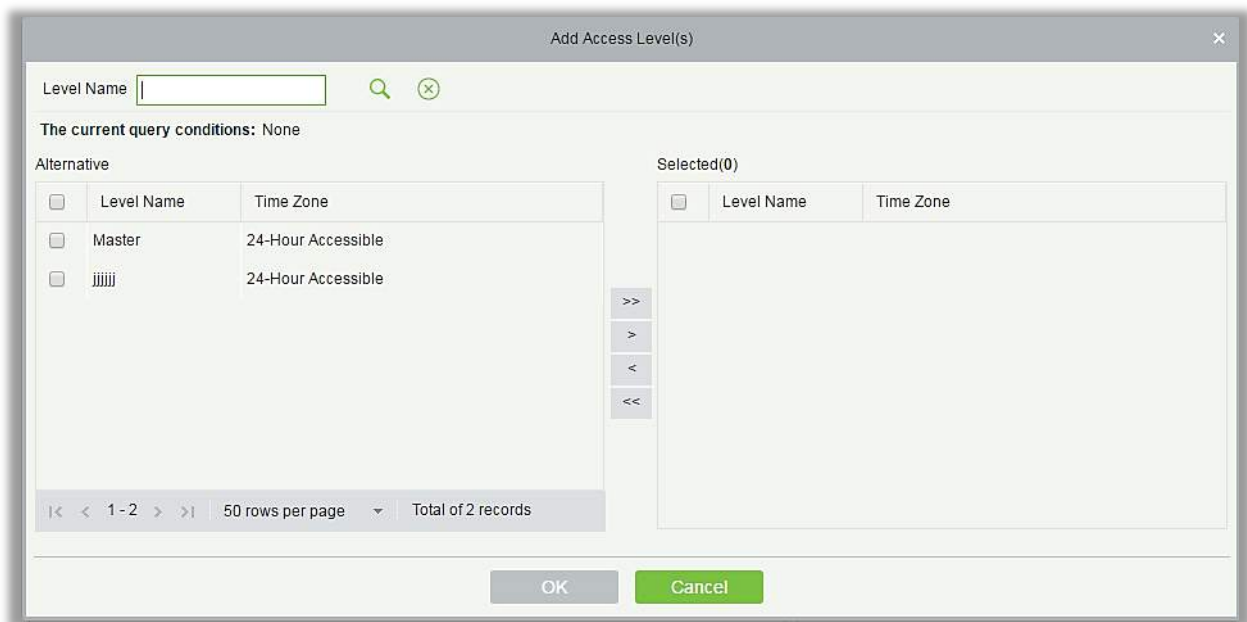 Add Access Level(s)
Level Name
The current query conditions: None
Alternative
Selected(0)
Level Name Time Zone
Level Name Time Zone
Master 24-Hour Accessible
jjjjjj 24-Hour Accessible
>>
>
<
<<
|< < 1 - 2 > >| 50 rows per page Total of 2 records
OK Cancel